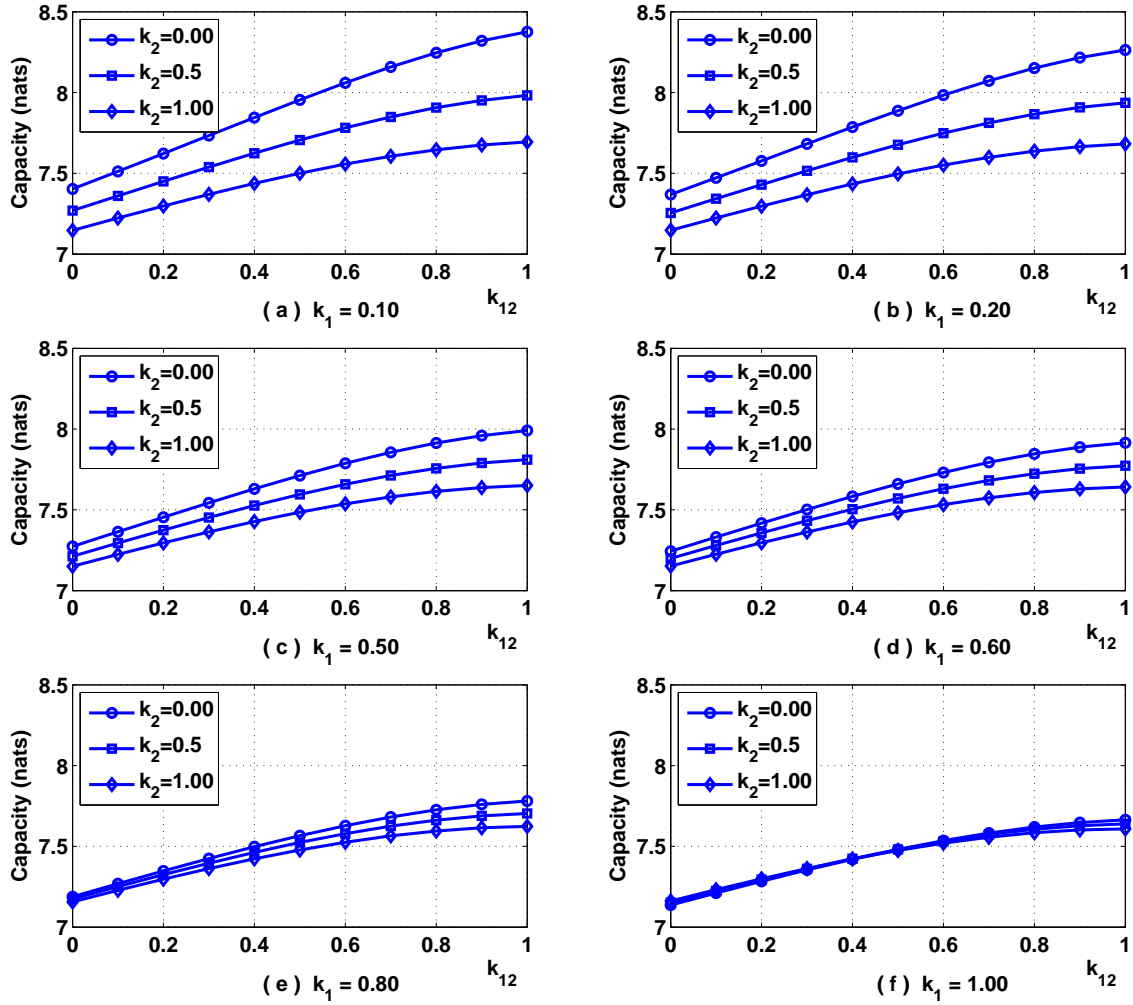 8.5
8
7.5
7
Capacity (nats)
k2=0.00
k2=0.5
k2=1.00
0 0.2 0.4 0.6 0.8 1
k12
( a ) k1 = 0.10
8.5
8
7.5
7
Capacity (nats)
k2=0.00
k2=0.5
k2=1.00
0 0.2 0.4 0.6 0.8 1
k12
( b ) k1 = 0.20
8.5
8
7.5
7
Capacity (nats)
k2=0.00
k2=0.5
k2=1.00
0 0.2 0.4 0.6 0.8 1
k12
( c ) k1 = 0.50
8.5
8
7.5
7
Capacity (nats)
k2=0.00
k2=0.5
k2=1.00
0 0.2 0.4 0.6 0.8 1
k12
( d ) k1 = 0.60
8.5
8
7.5
7
Capacity (nats)
k2=0.00
k2=0.5
k2=1.00
0 0.2 0.4 0.6 0.8 1
k12
( e ) k1 = 0.80
8.5
8
7.5
7
Capacity (nats)
k2=0.00
k2=0.5
k2=1.00
0 0.2 0.4 0.6 0.8 1
k12
( f ) k1 = 1.00